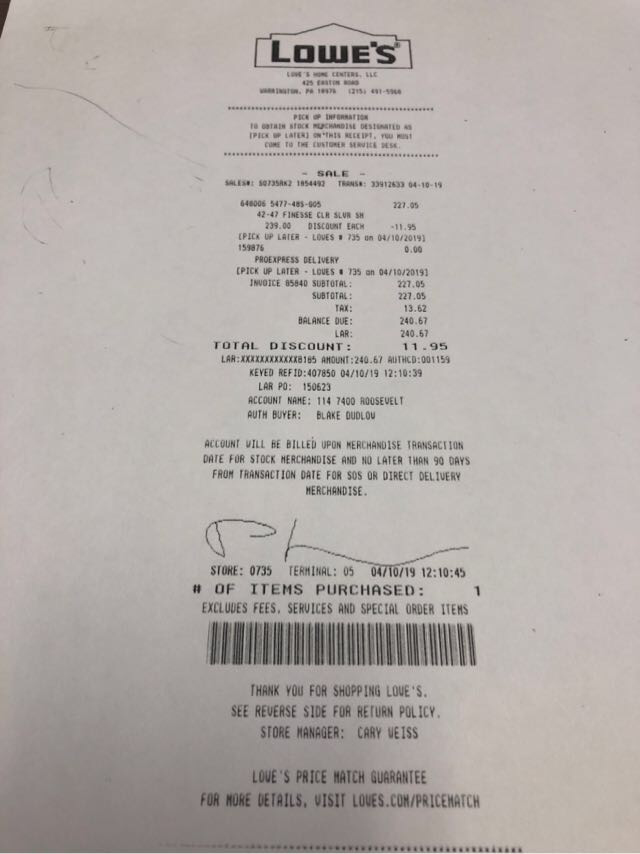 LOWE'S®
LOWE'S HOME CENTERS, LLC
425 EASTON ROAD
WARRINGTON, PA 18976 (215) 491-5960
PICK UP INFORMATION
TO OBTAIN STOCK MERCHANDISE DESIGNATED AS
[PICK UP LATER] ON THIS RECEIPT, YOU MUST
COME TO THE CUSTOMER SERVICE DESK.
- SALE -
SALES#: S0735RK2 1854492 TRANS#: 33912633 04-10-19
646006 5477-48S-G05 227.05
42-47 FINESSE CLR SLVR SH
239.00 DISCOUNT EACH -11.95
[PICK UP LATER - LOWES # 735 on 04/10/2019]
159876 0.00
PROEXPRESS DELIVERY
[PICK UP LATER - LOWES # 735 on 04/10/2019]
INVOICE 85840 SUBTOTAL: 227.05
SUBTOTAL: 227.05
TAX: 13.62
BALANCE DUE: 240.67
LAR: 240.67
TOTAL DISCOUNT: 11.95
LAR:XXXXXXXXXXXX8185 AMOUNT:240.67 AUTHCD:001159
KEYED REFID:407850 04/10/19 12:10:39
LAR PO: 150623
ACCOUNT NAME: 114 7400 ROOSEVELT
AUTH BUYER: BLAKE DUDLOW
ACCOUNT WILL BE BILLED UPON MERCHANDISE TRANSACTION
DATE FOR STOCK MERCHANDISE AND NO LATER THAN 90 DAYS
FROM TRANSACTION DATE FOR SOS OR DIRECT DELIVERY
MERCHANDISE.
STORE: 0735 TERMINAL: 05 04/10/19 12:10:45
# OF ITEMS PURCHASED: 1
EXCLUDES FEES, SERVICES AND SPECIAL ORDER ITEMS
THANK YOU FOR SHOPPING LOWE'S.
SEE REVERSE SIDE FOR RETURN POLICY.
STORE MANAGER: CARY WEISS
LOWE'S PRICE MATCH GUARANTEE
FOR MORE DETAILS, VISIT LOWES.COM/PRICEMATCH